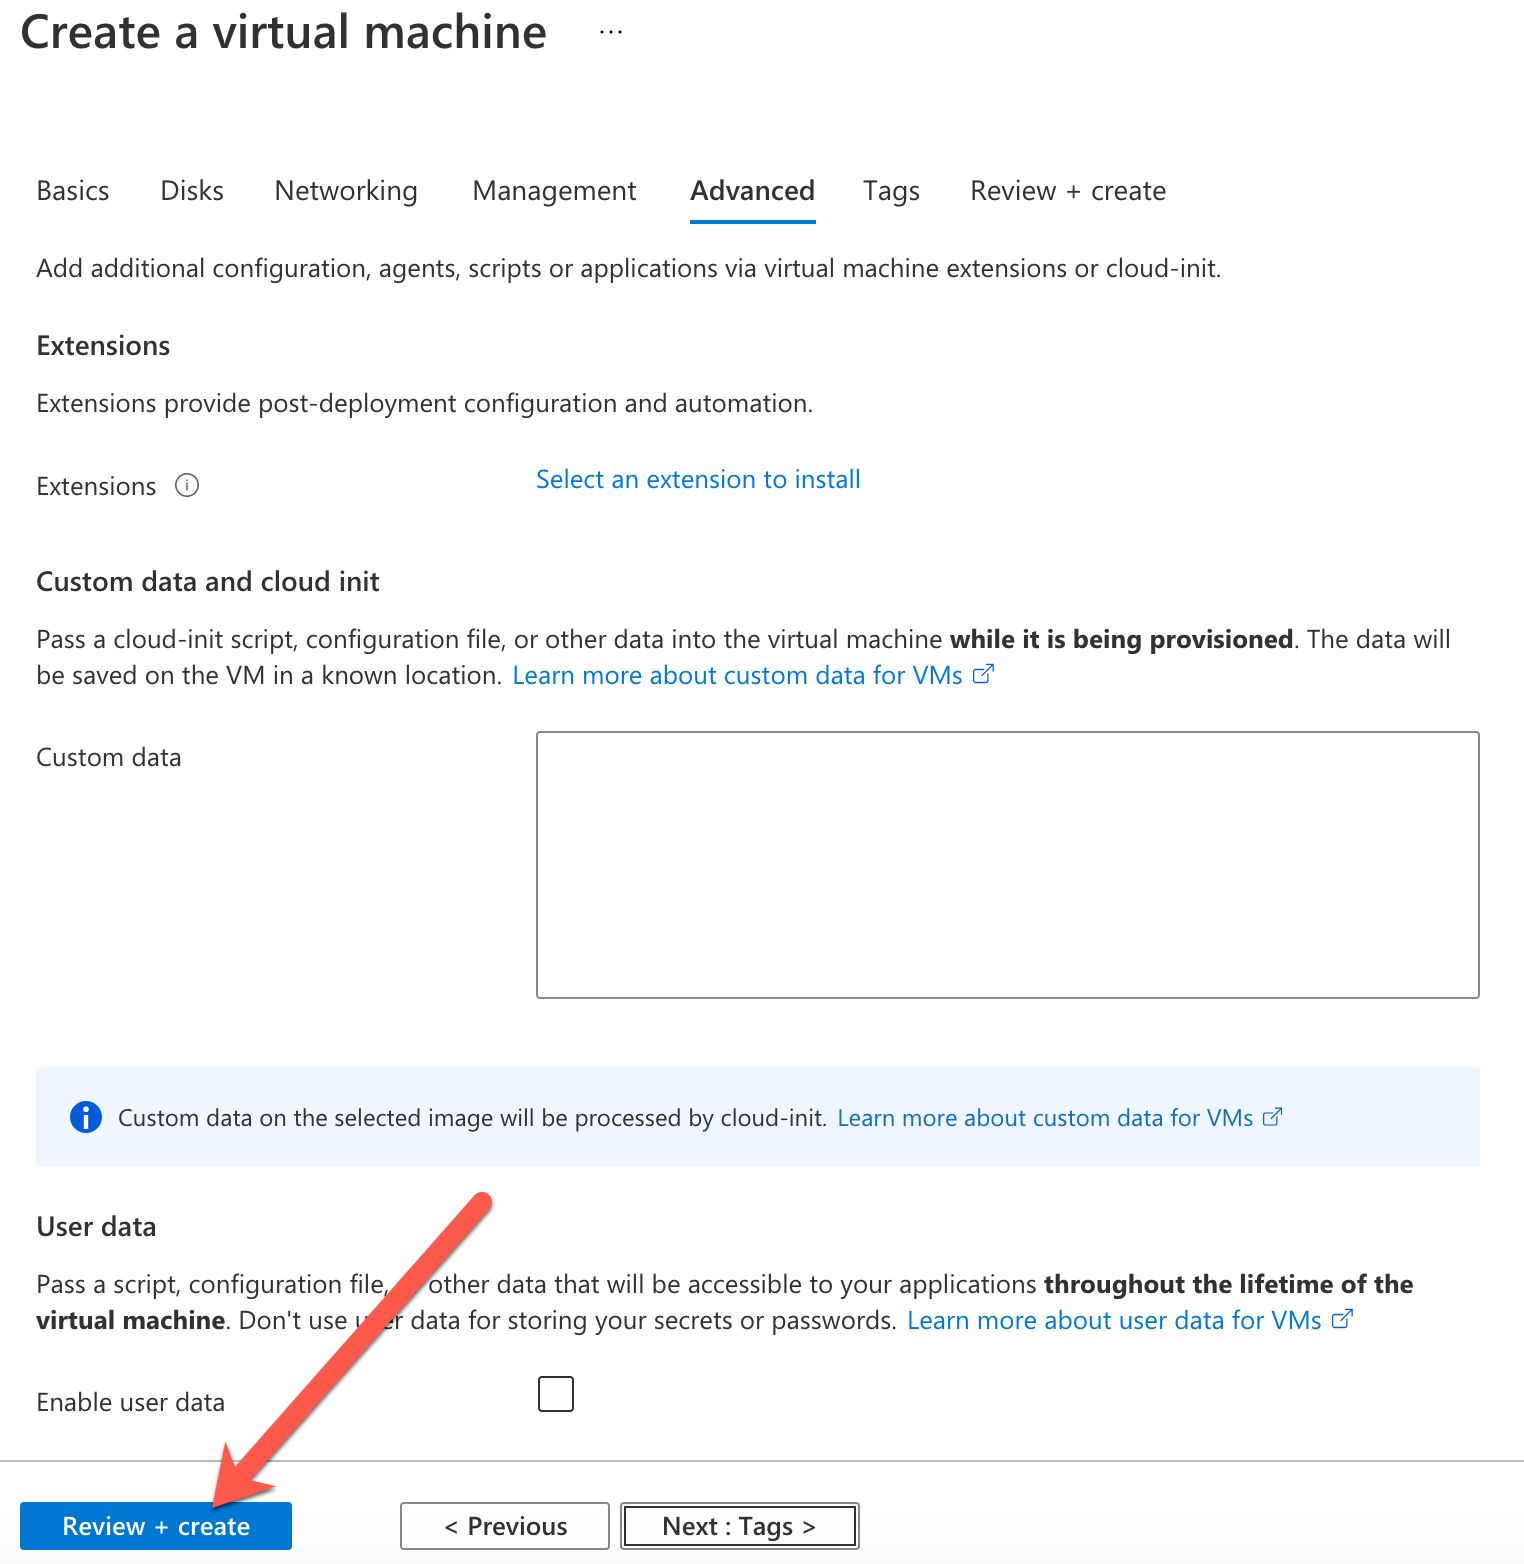 Create a virtual machine ...
Basics Disks Networking Management Advanced Tags Review + create
Add additional configuration, agents, scripts or applications via virtual machine extensions or cloud-init.
Extensions
Extensions provide post-deployment configuration and automation.
Extensions Select an extension to install
Custom data and cloud init
Pass a cloud-init script, configuration file, or other data into the virtual machine while it is being provisioned. The data will
be saved on the VM in a known location. Learn more about custom data for VMs
Custom data
Custom data on the selected image will be processed by cloud-init. Learn more about custom data for VMs
User data
Pass a script, configuration file, other data that will be accessible to your applications throughout the lifetime of the
virtual machine. Don't use user data for storing your secrets or passwords. Learn more about user data for VMs
Enable user data
Review + create < Previous Next : Tags >